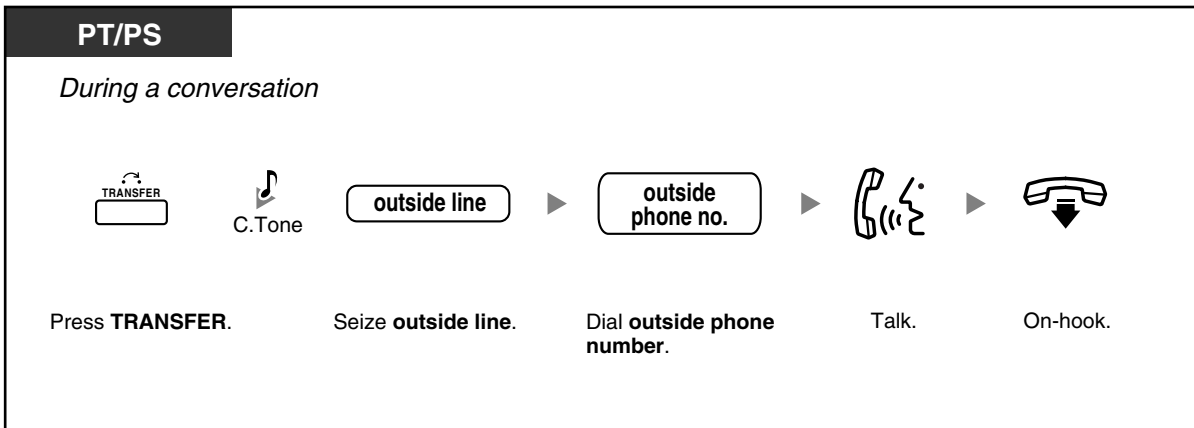 PT/PS
During a conversation
TRANSFER
C.Tone
outside line
outside
phone no.
Press TRANSFER.
Seize outside line.
Dial outside phone
number.
Talk.
On-hook.